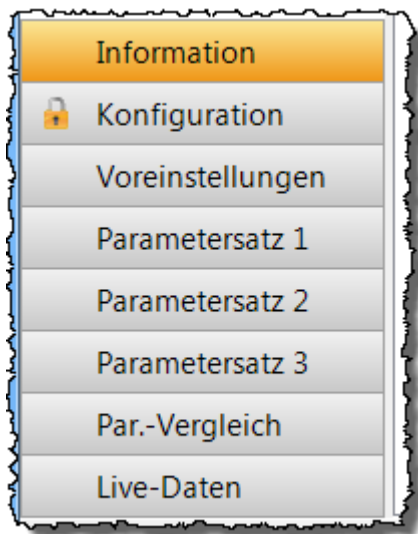 Information
Konfiguration
Voreinstellungen
Parametersatz 1
Parametersatz 2
Parametersatz 3
Par.-Vergleich
Live-Daten